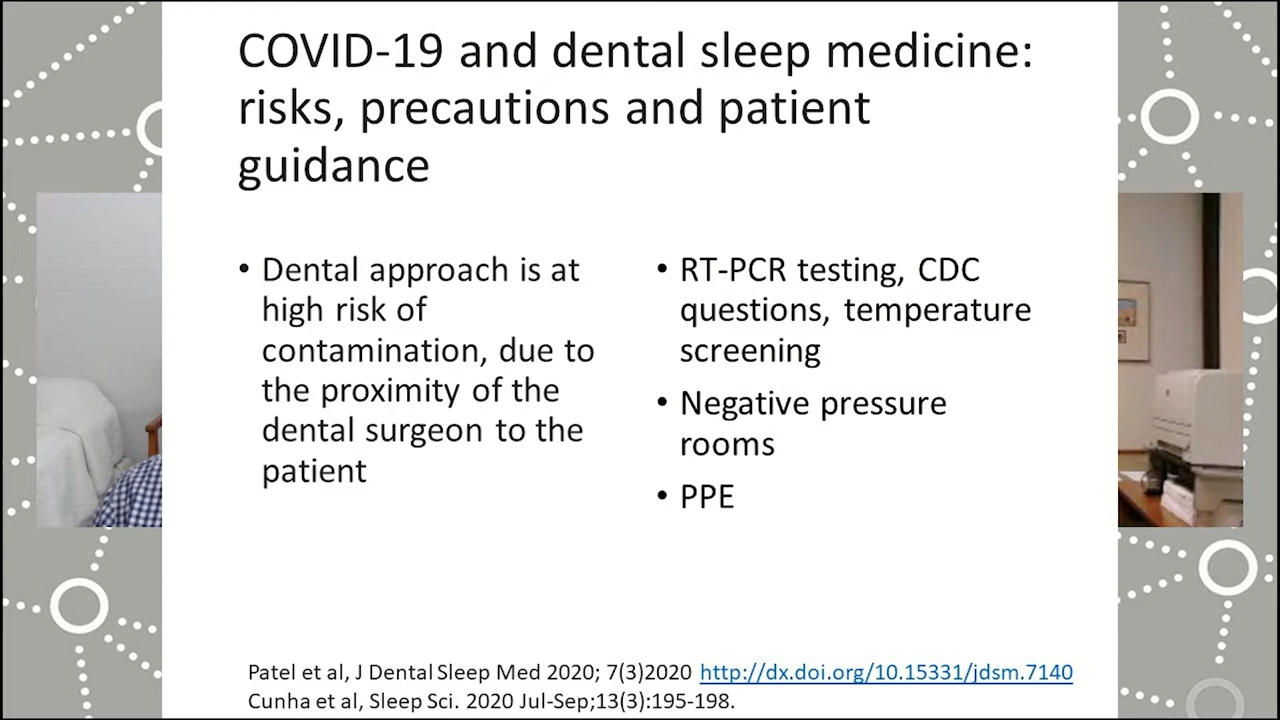 COVID-19 and dental sleep medicine:
risks, precautions and patient
guidance
• Dental approach is at
high risk of
contamination, due to
the proximity of the
dental surgeon to the
patient
• RT-PCR testing, CDC
questions, temperature
screening
• Negative pressure
rooms
• PPE
Patel et al, J Dental Sleep Med 2020; 7(3)2020 http://dx.doi.org/10.15331/jdsm.7140
Cunha et al, Sleep Sci. 2020 Jul-Sep;13(3):195-198.